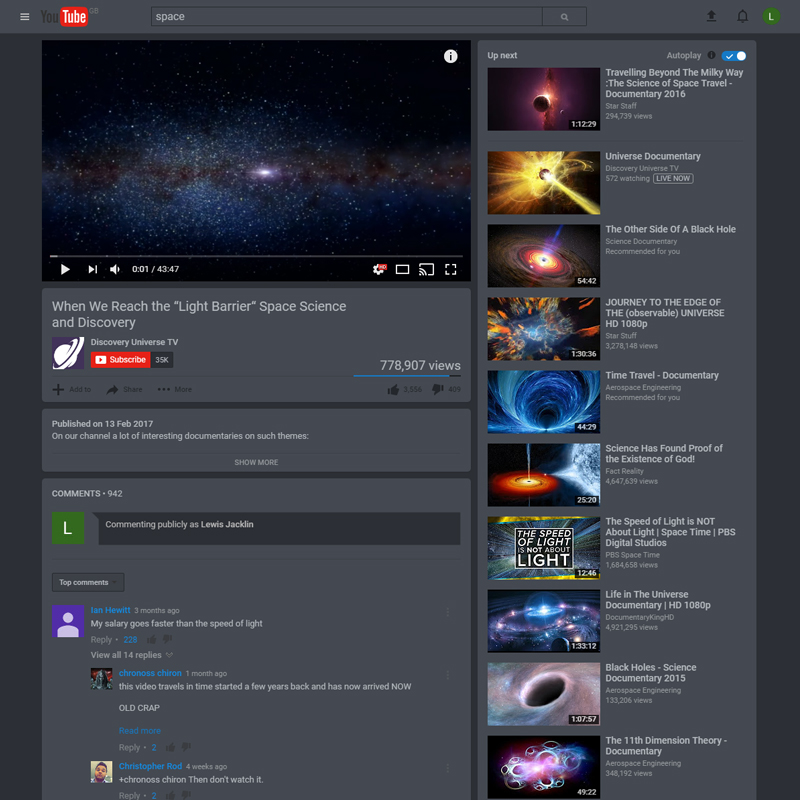 YouTube GB
space
L
0:01 / 43:47
HD
When We Reach the "Light Barrier" Space Science
and Discovery
Discovery Universe TV
Subscribe 35K
778,907 views
Add to Share More
3,556 409
Published on 13 Feb 2017
On our channel a lot of interesting documentaries on such themes:
SHOW MORE
COMMENTS • 942
L
Commenting publicly as Lewis Jacklin
Top comments
Ian Hewitt 3 months ago
My salary goes faster than the speed of light
Reply • 228
View all 14 replies
chronoss chiron 1 month ago
this video travels in time started a few years back and has now arrived NOW
OLD CRAP
Read more
Reply • 2
Christopher Rod 4 weeks ago
+chronoss chiron Then don't watch it.
Reply • 2
Up next
Autoplay
Travelling Beyond The Milky Way
:The Science of Space Travel -
Documentary 2016
Star Staff
294,739 views
1:12:29
Universe Documentary
Discovery Universe TV
572 watching LIVE NOW
The Other Side Of A Black Hole
Science Documentary
Recommended for you
54:42
JOURNEY TO THE EDGE OF
THE (observable) UNIVERSE
HD 1080p
Star Stuff
3,278,148 views
1:30:36
Time Travel - Documentary
Aerospace Engineering
Recommended for you
44:29
Science Has Found Proof of
the Existence of God!
Fact Reality
4,647,639 views
25:20
THE SPEED
OF LIGHT
IS NOT ABOUT
LIGHT
12:46
The Speed of Light is NOT
About Light | Space Time | PBS
Digital Studios
PBS Space Time
1,684,658 views
Life in The Universe
Documentary | HD 1080p
DocumentaryKingHD
4,921,295 views
1:33:12
Black Holes - Science
Documentary 2015
Aerospace Engineering
133,206 views
1:07:57
The 11th Dimension Theory -
Documentary
Aerospace Engineering
348,192 views
49:22